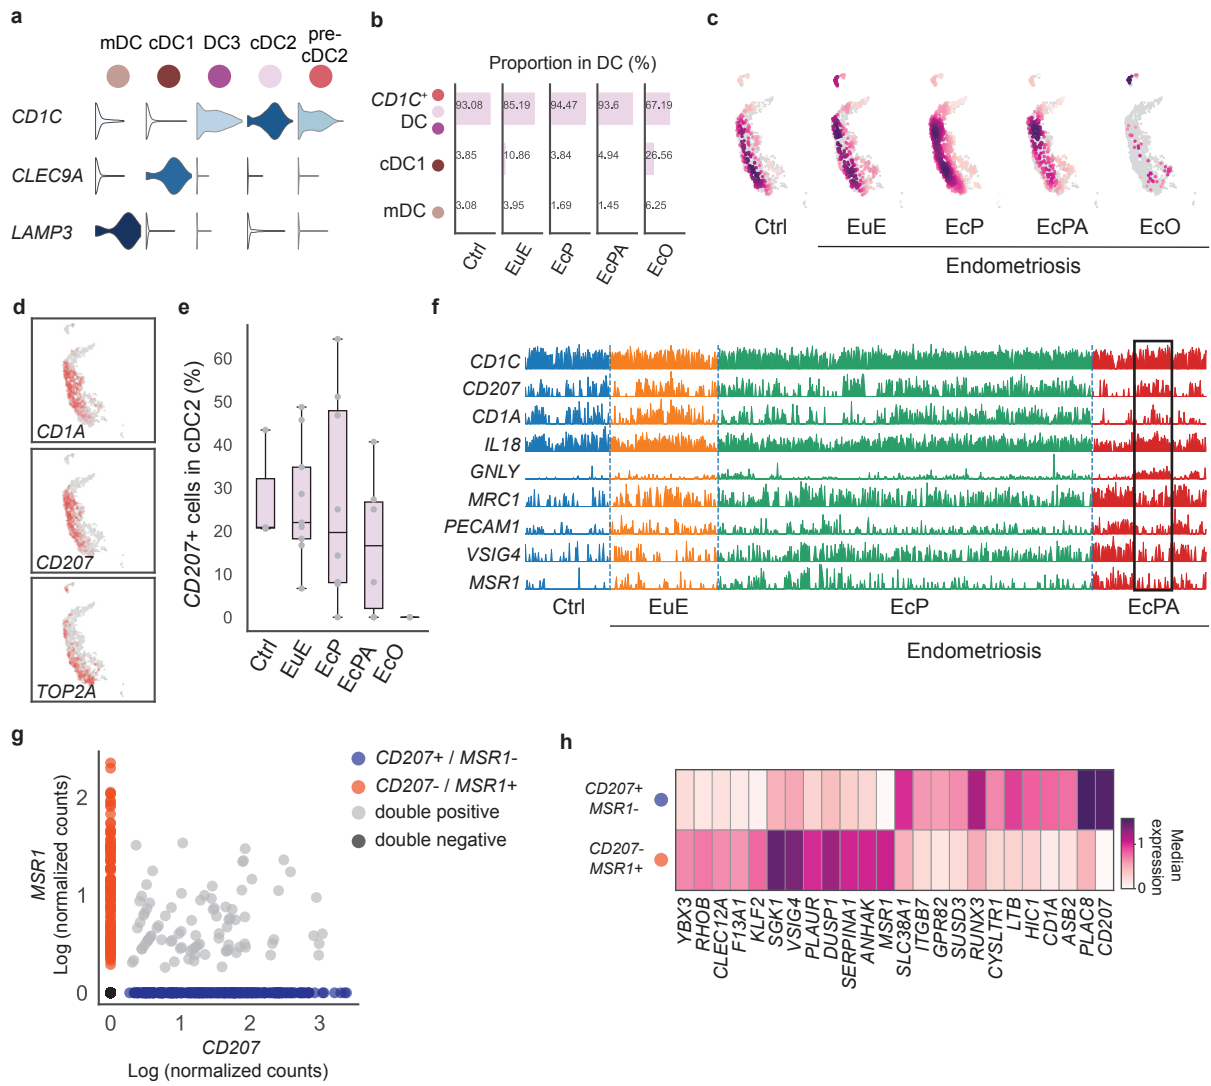 a
mDC cDC1 DC3 cDC2 pre-cDC2
CD1C
CLEC9A
LAMP3
b
Proportion in DC (%)
CD1C+ DC
93.08 85.19 94.47 93.6 67.19
cDC1
3.85 10.86 3.84 4.94 26.56
mDC
3.08 3.95 1.69 1.45 6.25
Ctrl EuE EcP EcPA EcO
c
Ctrl EuE EcP EcPA EcO
Endometriosis
d
CD1A
CD207
TOP2A
e
CD207+ cells in cDC2 (%)
60
50
40
30
20
10
0
Ctrl EuE EcP EcPA EcO
f
CD1C
CD207
CD1A
IL18
GNLY
MRC1
PECAM1
VSIG4
MSR1
Ctrl EuE EcP EcPA
Endometriosis
g
MSR1
Log (normalized counts)
2
1
0
0 1 2 3
CD207
Log (normalized counts)
CD207+ / MSR1-
CD207- / MSR1+
double positive
double negative
h
CD207+
MSR1-
CD207-
MSR1+
YBX3 RHOB CLEC12A F13A1 KLF2 SGK1 VSIG4 PLAUR DUSP1 SERPINA1 ANHAK MSR1 SLC38A1 ITGB7 GPR82 SUSD3 RUNX3 CYSLTR1 LTB HIC1 CD1A ASB2 PLAC8 CD207
1
0
Median
expression